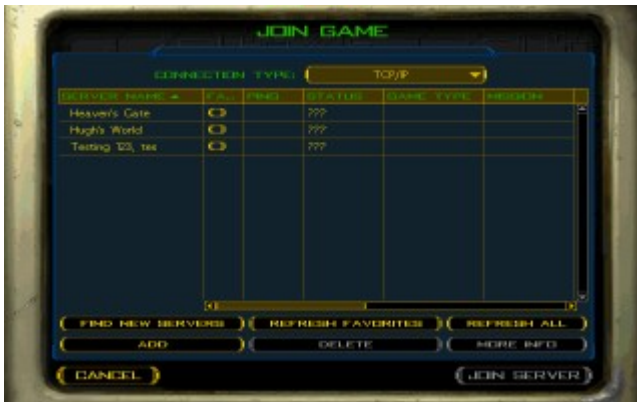 JOIN GAME
CONNECTION TYPE: TCP/IP
SERVER NAME FA... PING STATUS GAME TYPE MISSION
Heaven's Gate ???
Hugh's World ???
Testing 123, tes ???
FIND NEW SERVERS REFRESH FAVORITES REFRESH ALL
ADD DELETE MORE INFO
CANCEL JOIN SERVER